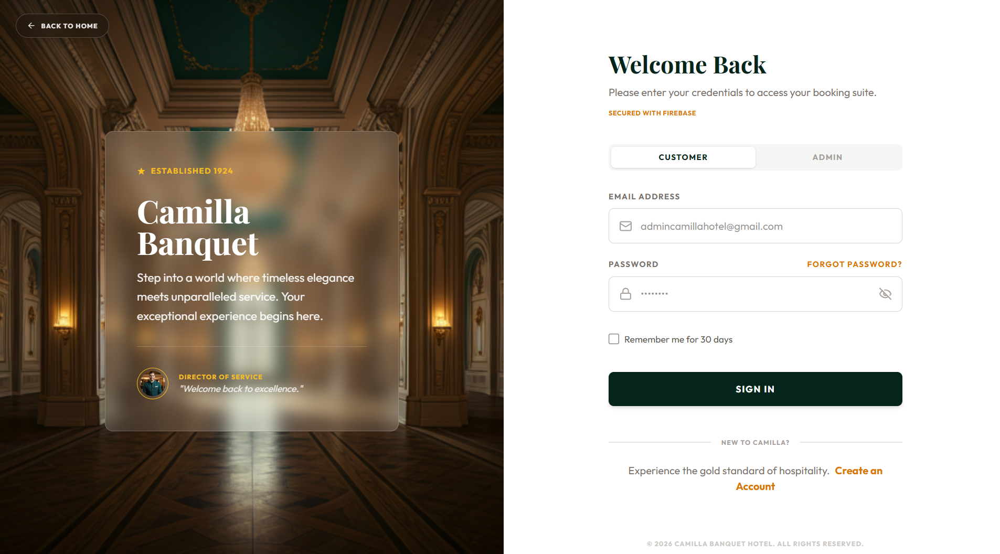 BACK TO HOME
ESTABLISHED 1924
Camilla
Banquet
Step into a world where timeless elegance
meets unparalleled service. Your
exceptional experience begins here.
DIRECTOR OF SERVICE
"Welcome back to excellence."
Welcome Back
Please enter your credentials to access your booking suite.
SECURED WITH FIREBASE
CUSTOMER
ADMIN
EMAIL ADDRESS
admincamillahotel@gmail.com
PASSWORD
FORGOT PASSWORD?
••••••••
Remember me for 30 days
SIGN IN
NEW TO CAMILLA?
Experience the gold standard of hospitality. Create an
Account
© 2026 CAMILLA BANQUET HOTEL. ALL RIGHTS RESERVED.